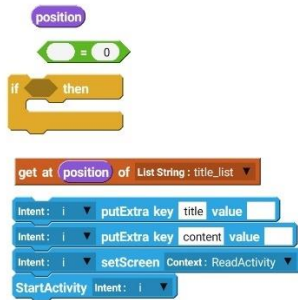 position
= 0
if then
get at position of List String : title_list
Intent : i putExtra key title value
Intent : i putExtra key content value
Intent : i setScreen Context : ReadActivity
StartActivity Intent : i